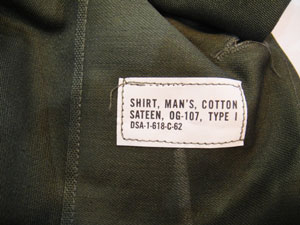 SHIRT, MAN'S, COTTON
SATEEN, OG-107, TYPE I
DSA-1-618-C-62